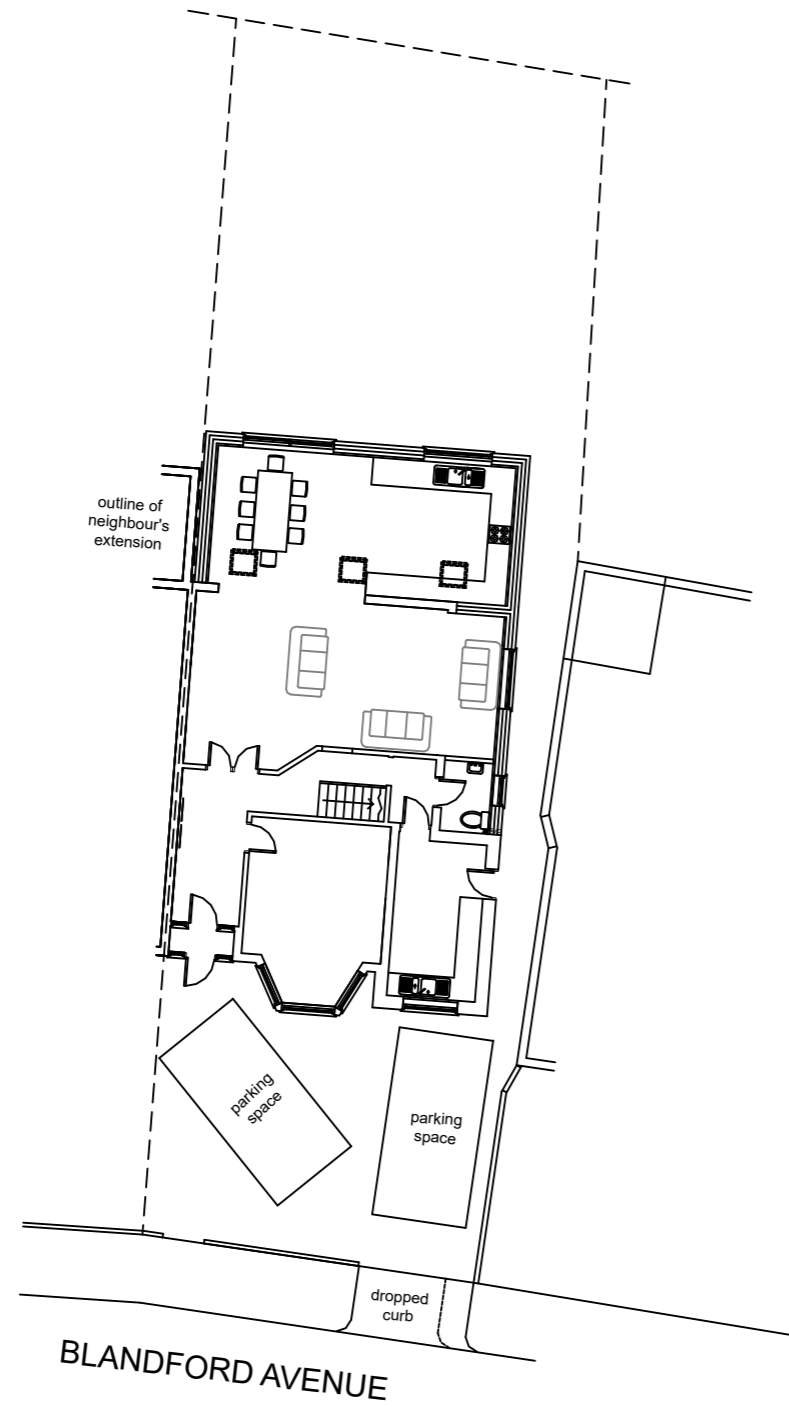 outline of
neighbour's
extension
parking
space
parking
space
dropped
curb
BLANDFORD AVENUE